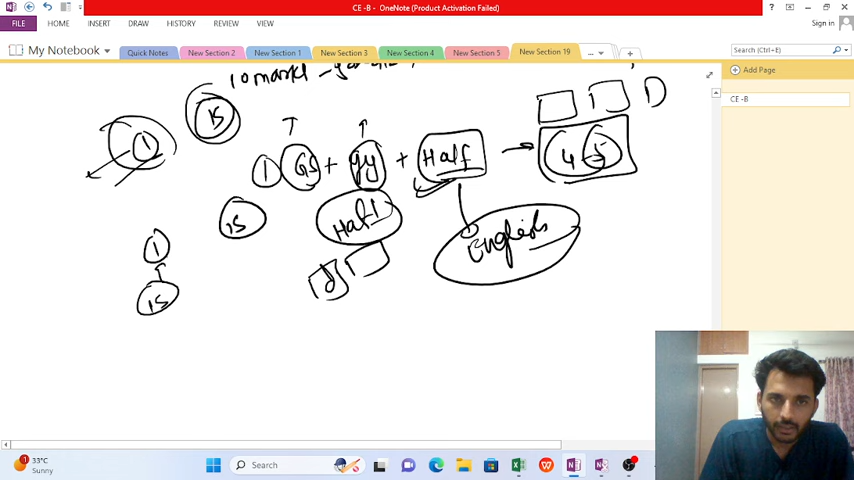 CE -B - OneNote (Product Activation Failed)
FILE HOME INSERT DRAW HISTORY REVIEW VIEW
Sign in
My Notebook Quick Notes New Section 2 New Section 1 New Section 3 New Section 4 New Section 5 New Section 19 ...
Search (Ctrl+E)
Add Page
CE -B
10
15 D
1
1 GS + gy + Half → 4-5
15 Half English
1
15
1 33°C
Sunny
Search